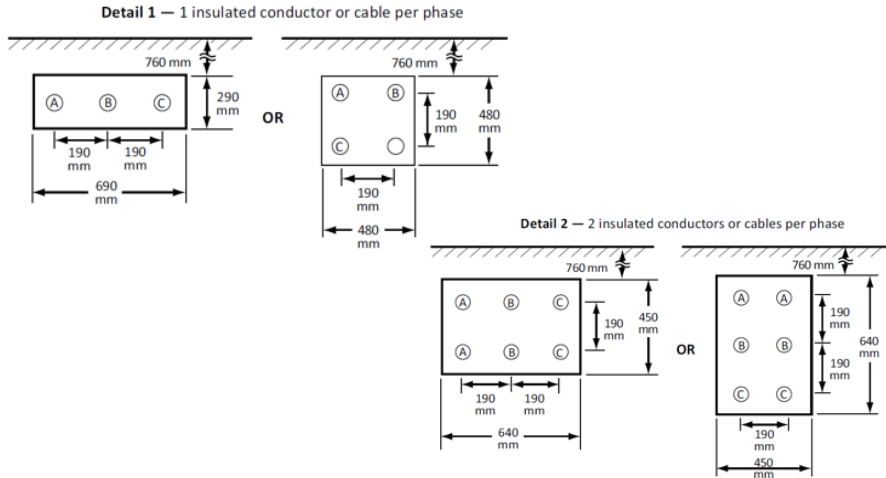 Detail 1 — 1 insulated conductor or cable per phase
760 mm
A B C
290
mm
190
mm
190
mm
690
mm
OR
760 mm
A B
C
190
mm
480
mm
190
mm
480
mm
Detail 2 — 2 insulated conductors or cables per phase
760 mm
A B C
A B C
190
mm
450
mm
190
mm
190
mm
640
mm
OR
760 mm
A A
B B
C C
190
mm
190
mm
640
mm
190
mm
450
mm